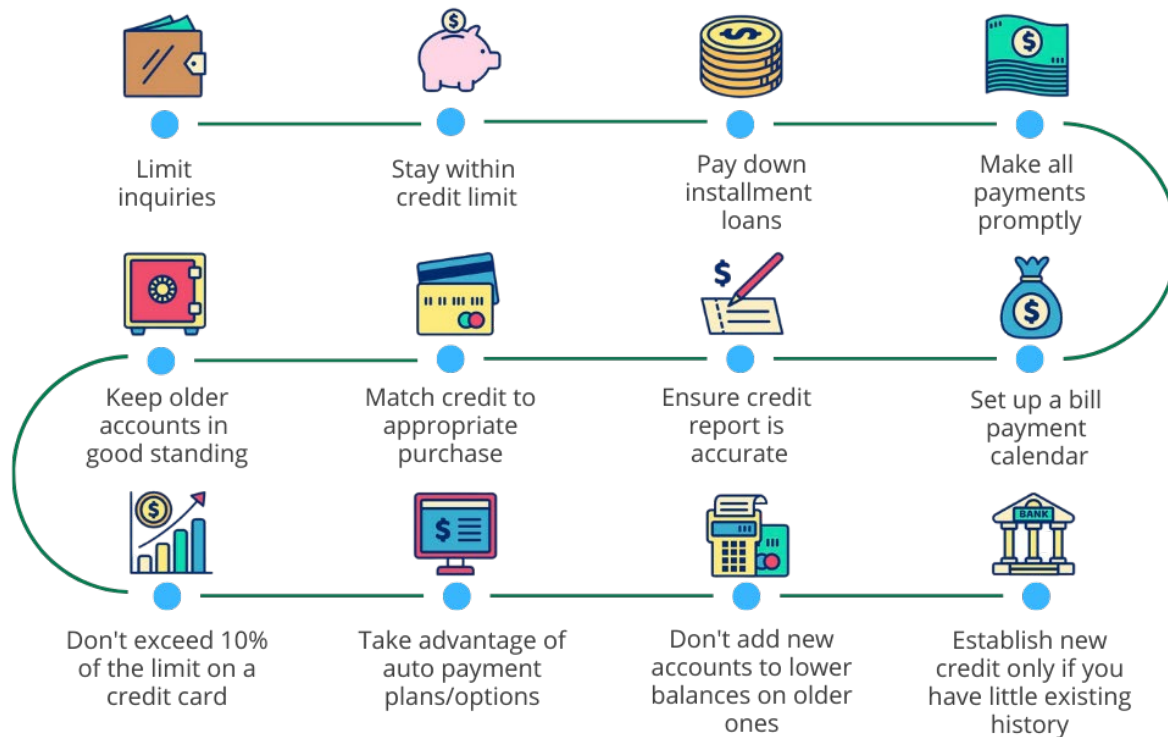 Limit
inquiries
Stay within
credit limit
Pay down
installment
loans
Make all
payments
promptly
Keep older
accounts in
good standing
Match credit to
appropriate
purchase
Ensure credit
report is
accurate
Set up a bill
payment
calendar
BANK
Don't exceed 10%
of the limit on a
credit card
Take advantage of
auto payment
plans/options
Don't add new
accounts to lower
balances on older
ones
Establish new
credit only if you
have little existing
history